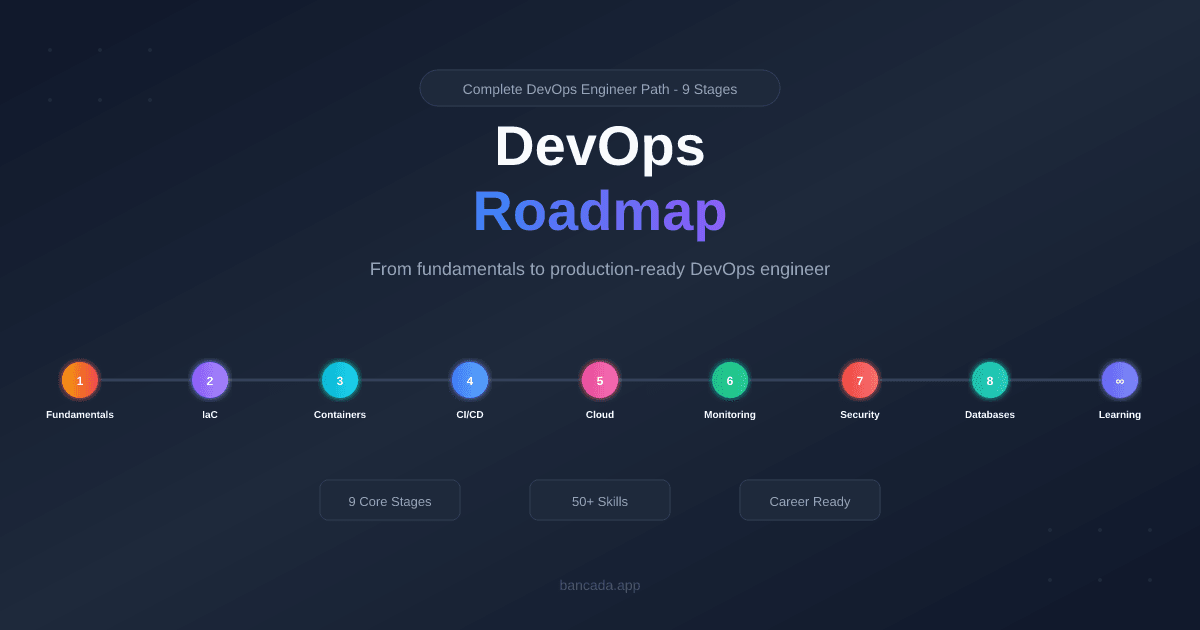 Complete DevOps Engineer Path - 9 Stages
DevOps
Roadmap
From fundamentals to production-ready DevOps engineer
1 2 3 4 5 6 7 8 ∞
Fundamentals IaC Containers CI/CD Cloud Monitoring Security Databases Learning
9 Core Stages 50+ Skills Career Ready
bancada.app